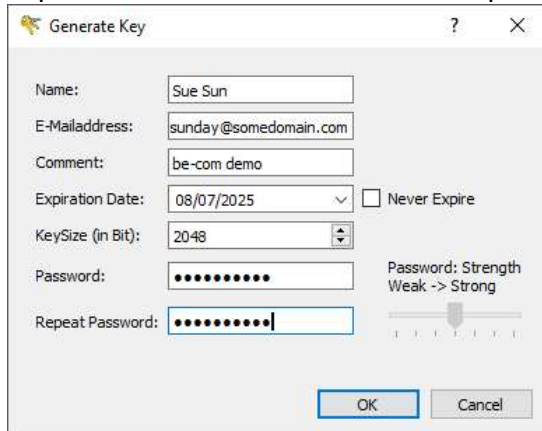 Generate Key ? X
Name: Sue Sun
E-Mailaddress: sunday@somedomain.com
Comment: be-com demo
Expiration Date: 08/07/2025 Never Expire
KeySize (in Bit): 2048
Password: ●●●●●●●●●● Password: Strength
Weak -> Strong
Repeat Password: ●●●●●●●●●●
OK Cancel